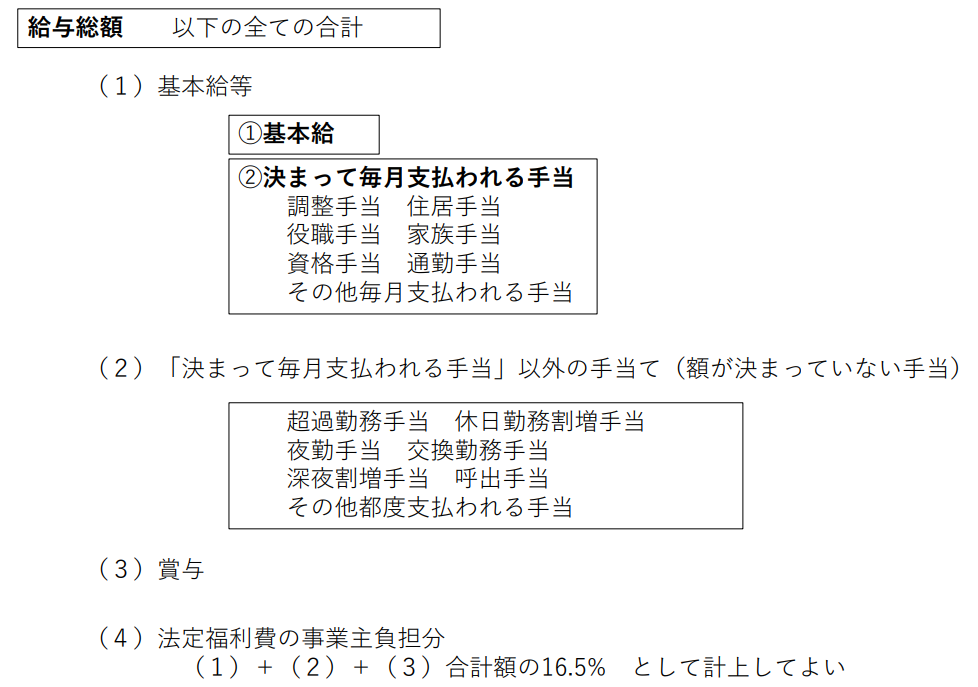 給与総額　　以下の全ての合計
（１）基本給等
①基本給
②決まって毎月支払われる手当
調整手当　住居手当
役職手当　家族手当
資格手当　通勤手当
その他毎月支払われる手当
（２）「決まって毎月支払われる手当」以外の手当て（額が決まっていない手当）
超過勤務手当　休日勤務割増手当
夜勤手当　交換勤務手当
深夜割増手当　呼出手当
その他都度支払われる手当
（３）賞与
（４）法定福利費の事業主負担分
（１）＋（２）＋（３）合計額の16.5%　として計上してよい